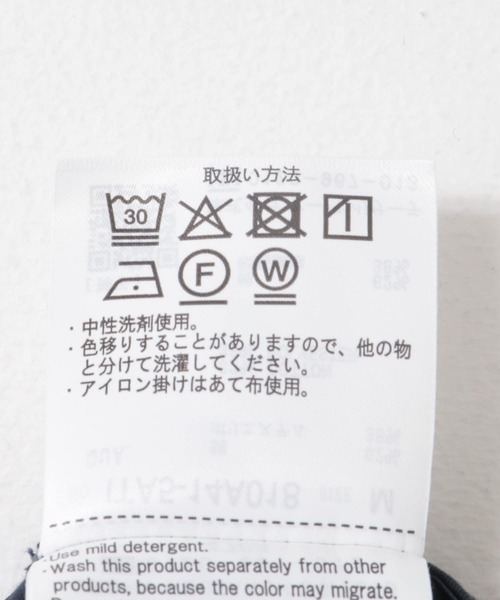 取扱い方法
30
F W
・中性洗剤使用。
・色移りすることがありますので、他の物
と分けて洗濯してください。
・アイロン掛けはあて布使用。
ITA5-14A018 M
・Use mild detergent.
・Wash this product separately from other
products, because the color may migrate.